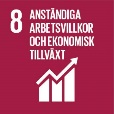 8 ANSTÄNDIGA
ARBETSVILLKOR
OCH EKONOMISK
TILLVÄXT